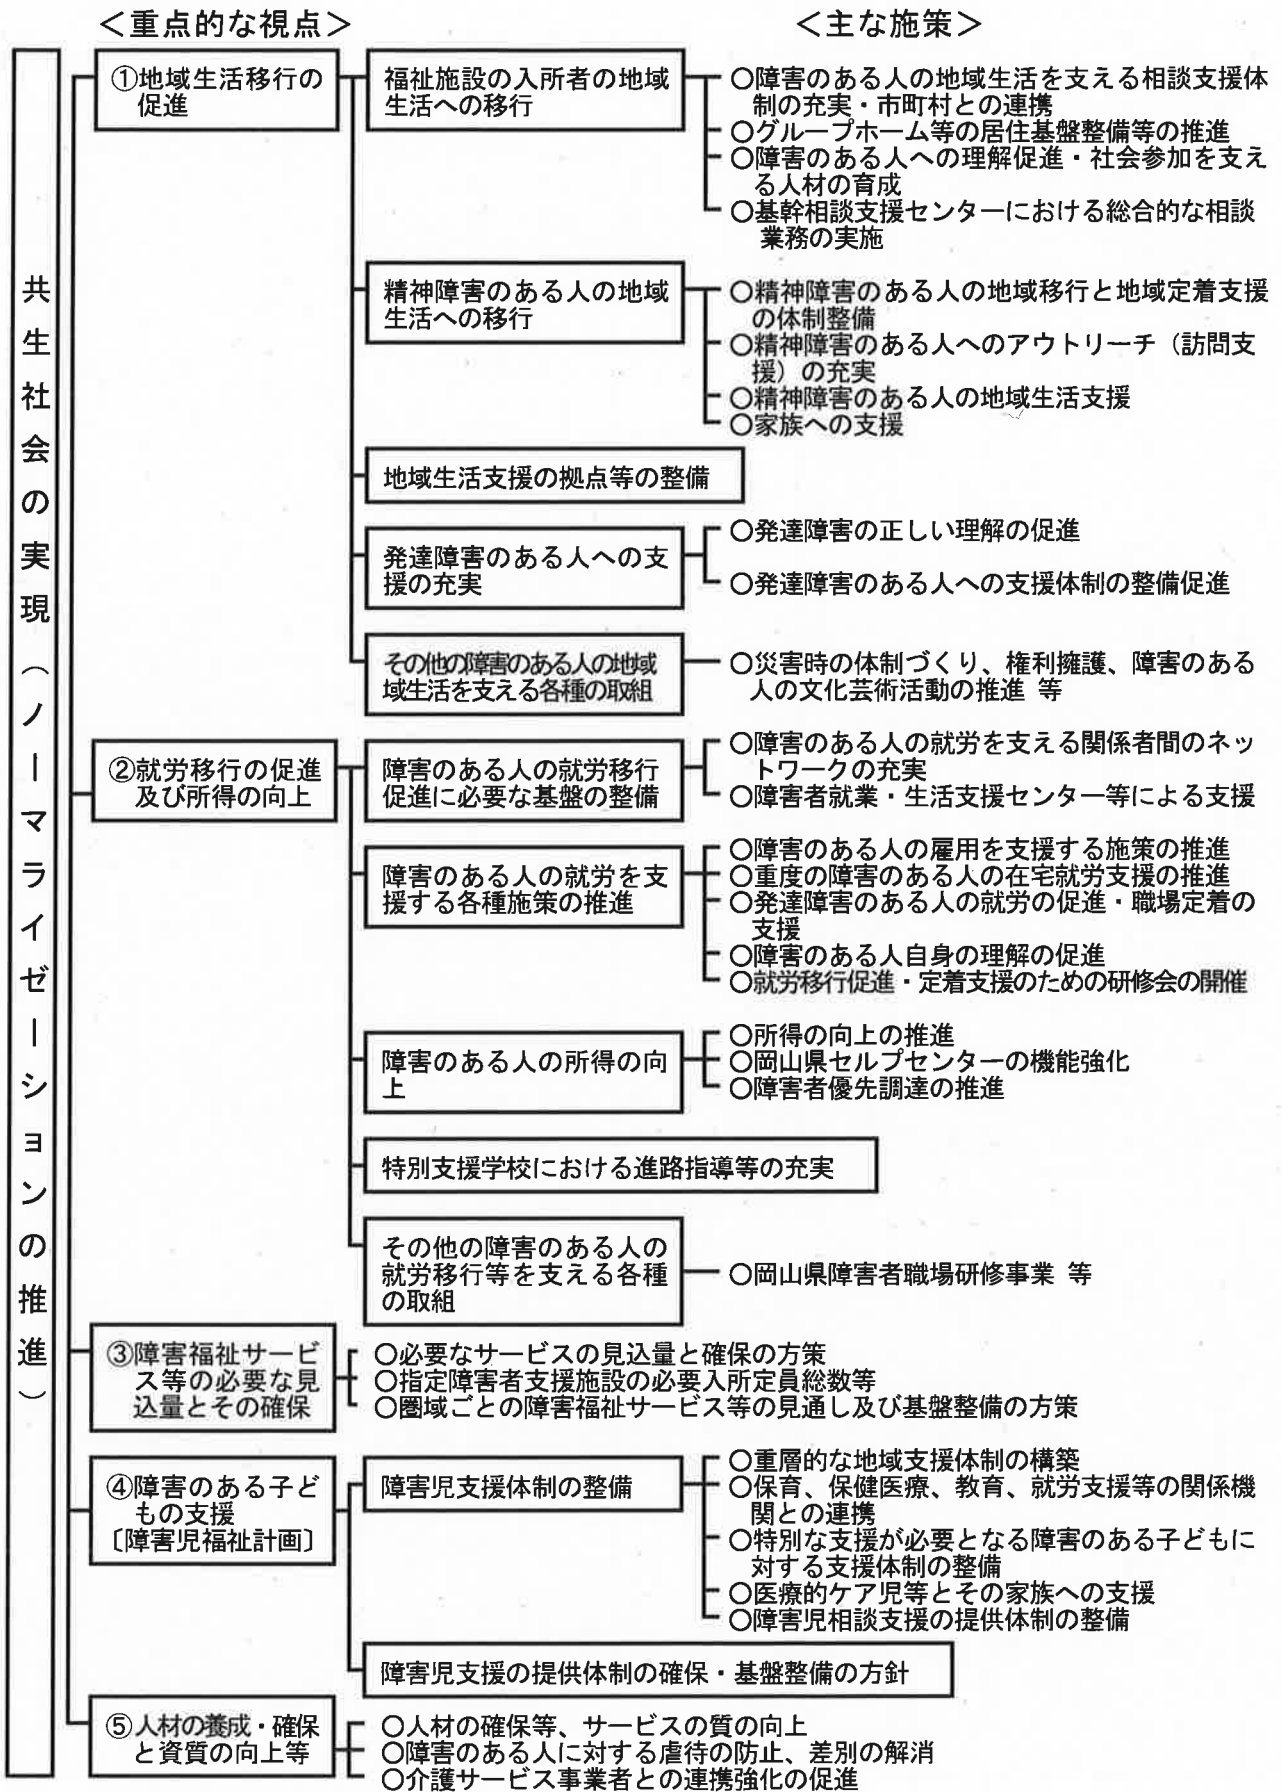 ＜重点的な視点＞
＜主な施策＞
共生社会の実現（ノーマライゼーションの推進）
①地域生活移行の
促進
福祉施設の入所者の地域
生活への移行
○障害のある人の地域生活を支える相談支援体
制の充実・市町村との連携
○グループホーム等の居住基盤整備等の推進
○障害のある人への理解促進・社会参加を支え
る人材の育成
○基幹相談支援センターにおける総合的な相談
業務の実施
精神障害のある人の地域
生活への移行
○精神障害のある人の地域移行と地域定着支援
の体制整備
○精神障害のある人へのアウトリーチ（訪問支
援）の充実
○精神障害のある人の地域生活支援
○家族への支援
地域生活支援の拠点等の整備
発達障害のある人への支
援の充実
○発達障害の正しい理解の促進
○発達障害のある人への支援体制の整備促進
その他の障害のある人の地域
域生活を支える各種の取組
○災害時の体制づくり、権利擁護、障害のある
人の文化芸術活動の推進 等
②就労移行の促進
及び所得の向上
障害のある人の就労移行
促進に必要な基盤の整備
○障害のある人の就労を支える関係者間のネッ
トワークの充実
○障害者就業・生活支援センター等による支援
障害のある人の就労を支
援する各種施策の推進
○障害のある人の雇用を支援する施策の推進
○重度の障害のある人の在宅就労支援の推進
○発達障害のある人の就労の促進・職場定着の
支援
○障害のある人自身の理解の促進
○就労移行促進・定着支援のための研修会の開催
障害のある人の所得の向
上
○所得の向上の推進
○岡山県セルプセンターの機能強化
○障害者優先調達の推進
特別支援学校における進路指導等の充実
その他の障害のある人の
就労移行等を支える各種
の取組
○岡山県障害者職場研修事業 等
③障害福祉サービ
ス等の必要な見
込量とその確保
○必要なサービスの見込量と確保の方策
○指定障害者支援施設の必要入所定員総数等
○圏域ごとの障害福祉サービス等の見通し及び基盤整備の方策
④障害のある子ど
もの支援
〔障害児福祉計画〕
障害児支援体制の整備
○重層的な地域支援体制の構築
○保育、保健医療、教育、就労支援等の関係機
関との連携
○特別な支援が必要となる障害のある子どもに
対する支援体制の整備
○医療的ケア児等とその家族への支援
○障害児相談支援の提供体制の整備
障害児支援の提供体制の確保・基盤整備の方針
⑤人材の養成・確保
と資質の向上等
○人材の確保等、サービスの質の向上
○障害のある人に対する虐待の防止、差別の解消
○介護サービス事業者との連携強化の促進